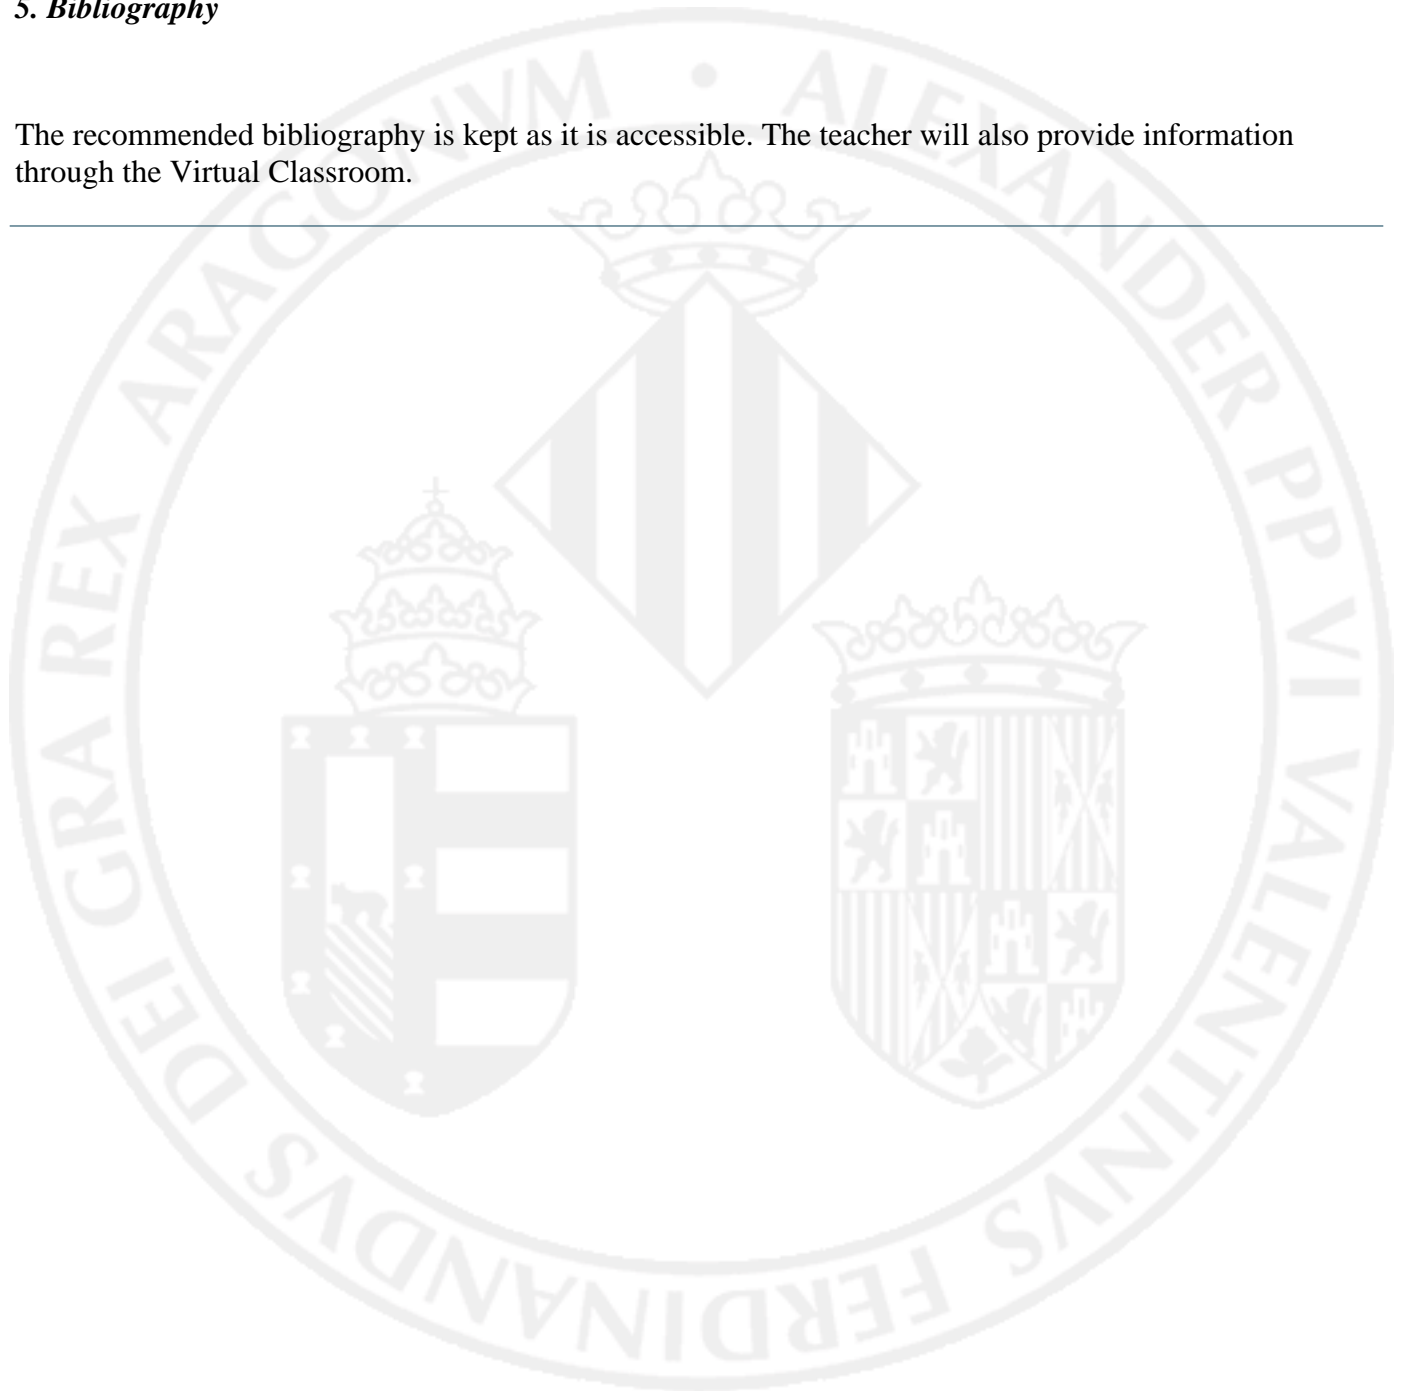 5. Bibliography
The recommended bibliography is kept as it is accessible. The teacher will also provide information
through the Virtual Classroom.
ALEXANDER PP VI VALENTINVS FERDINANDVS DEI GRA REX ARAGONVM